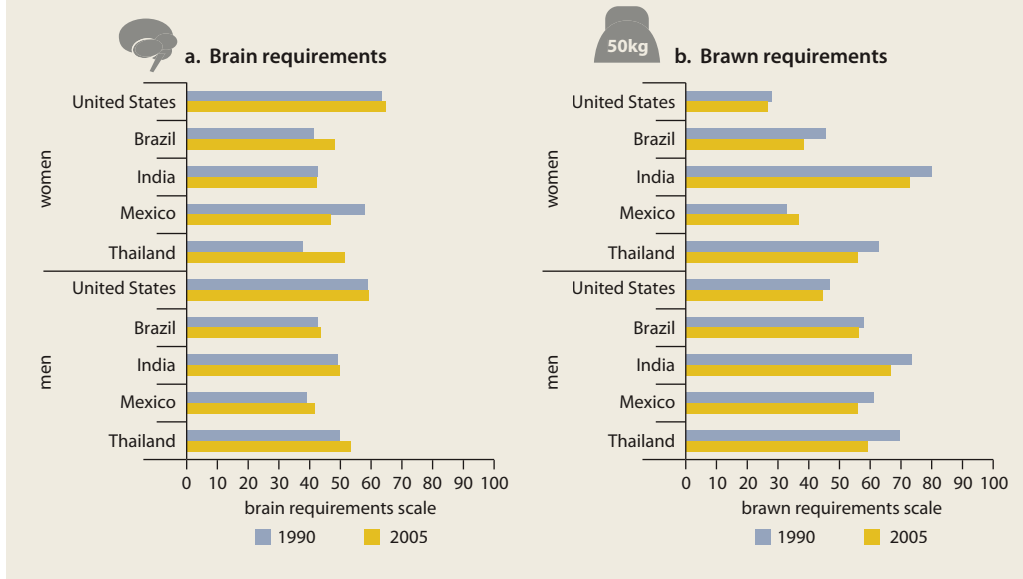 a. Brain requirements
women
United States
Brazil
India
Mexico
Thailand
men
United States
Brazil
India
Mexico
Thailand
0 10 20 30 40 50 60 70 80 90 100
brain requirements scale
1990 2005
50kg
b. Brawn requirements
women
United States
Brazil
India
Mexico
Thailand
men
United States
Brazil
India
Mexico
Thailand
0 10 20 30 40 50 60 70 80 90 100
brawn requirements scale
1990 2005